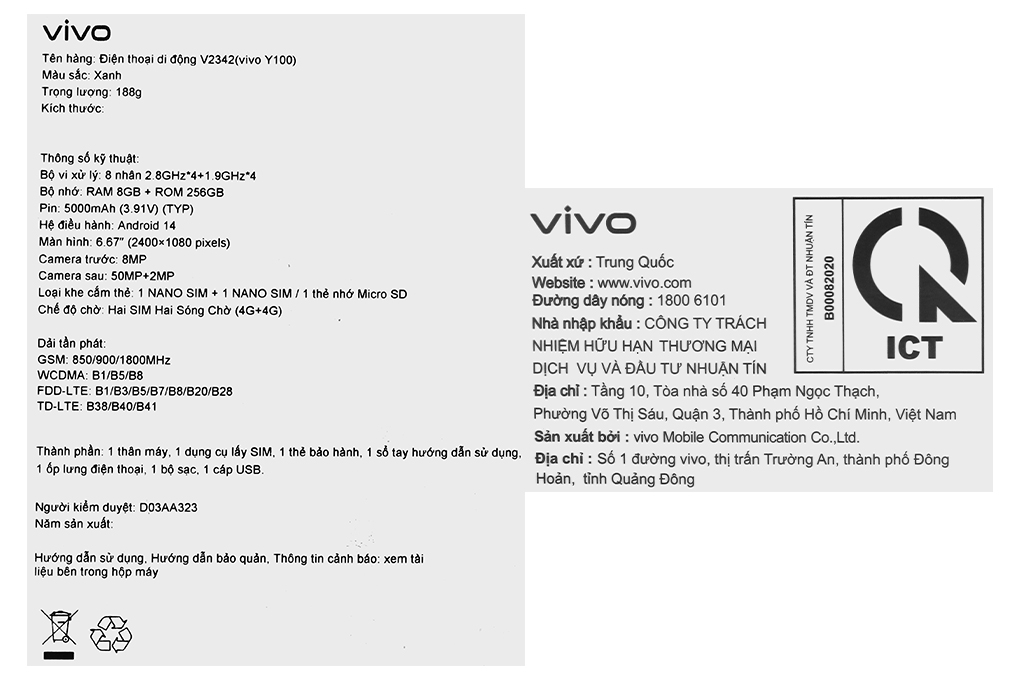 vivo
Tên hàng: Điện thoại di động V2342(vivo Y100)
Màu sắc: Xanh
Trọng lượng: 188g
Kích thước:
Thông số kỹ thuật:
Bộ vi xử lý: 8 nhân 2.8GHz*4+1.9GHz*4
Bộ nhớ: RAM 8GB + ROM 256GB
Pin: 5000mAh (3.91V) (TYP)
Hệ điều hành: Android 14
Màn hình: 6.67” (2400×1080 pixels)
Camera trước: 8MP
Camera sau: 50MP+2MP
Loại khe cắm thẻ: 1 NANO SIM + 1 NANO SIM / 1 thẻ nhớ Micro SD
Chế độ chờ: Hai SIM Hai Sóng Chờ (4G+4G)
Dải tần phát:
GSM: 850/900/1800MHz
WCDMA: B1/B5/B8
FDD-LTE: B1/B3/B5/B7/B8/B20/B28
TD-LTE: B38/B40/B41
Thành phần: 1 thân máy, 1 dụng cụ lấy SIM, 1 thẻ bảo hành, 1 sổ tay hướng dẫn sử dụng,
1 ốp lưng điện thoại, 1 bộ sạc, 1 cáp USB.
Người kiểm duyệt: D03AA323
Năm sản xuất:
Hướng dẫn sử dụng, Hướng dẫn bảo quản, Thông tin cảnh báo: xem tài
liệu bên trong hộp máy
vivo
Xuất xứ : Trung Quốc
Website : www.vivo.com
Đường dây nóng : 1800 6101
Nhà nhập khẩu : CÔNG TY TRÁCH
NHIỆM HỮU HẠN THƯƠNG MẠI
DỊCH VỤ VÀ ĐẦU TƯ NHUẬN TÍN
Địa chỉ : Tầng 10, Tòa nhà số 40 Phạm Ngọc Thạch,
Phường Võ Thị Sáu, Quận 3, Thành phố Hồ Chí Minh, Việt Nam
Sản xuất bởi : vivo Mobile Communication Co.,Ltd.
Địa chỉ : Số 1 đường vivo, thị trấn Trường An, thành phố Đông
Hoản, tỉnh Quảng Đông
CTY TNHH TMDV VÀ ĐT NHUẬN TÍN
B00082020
ICT